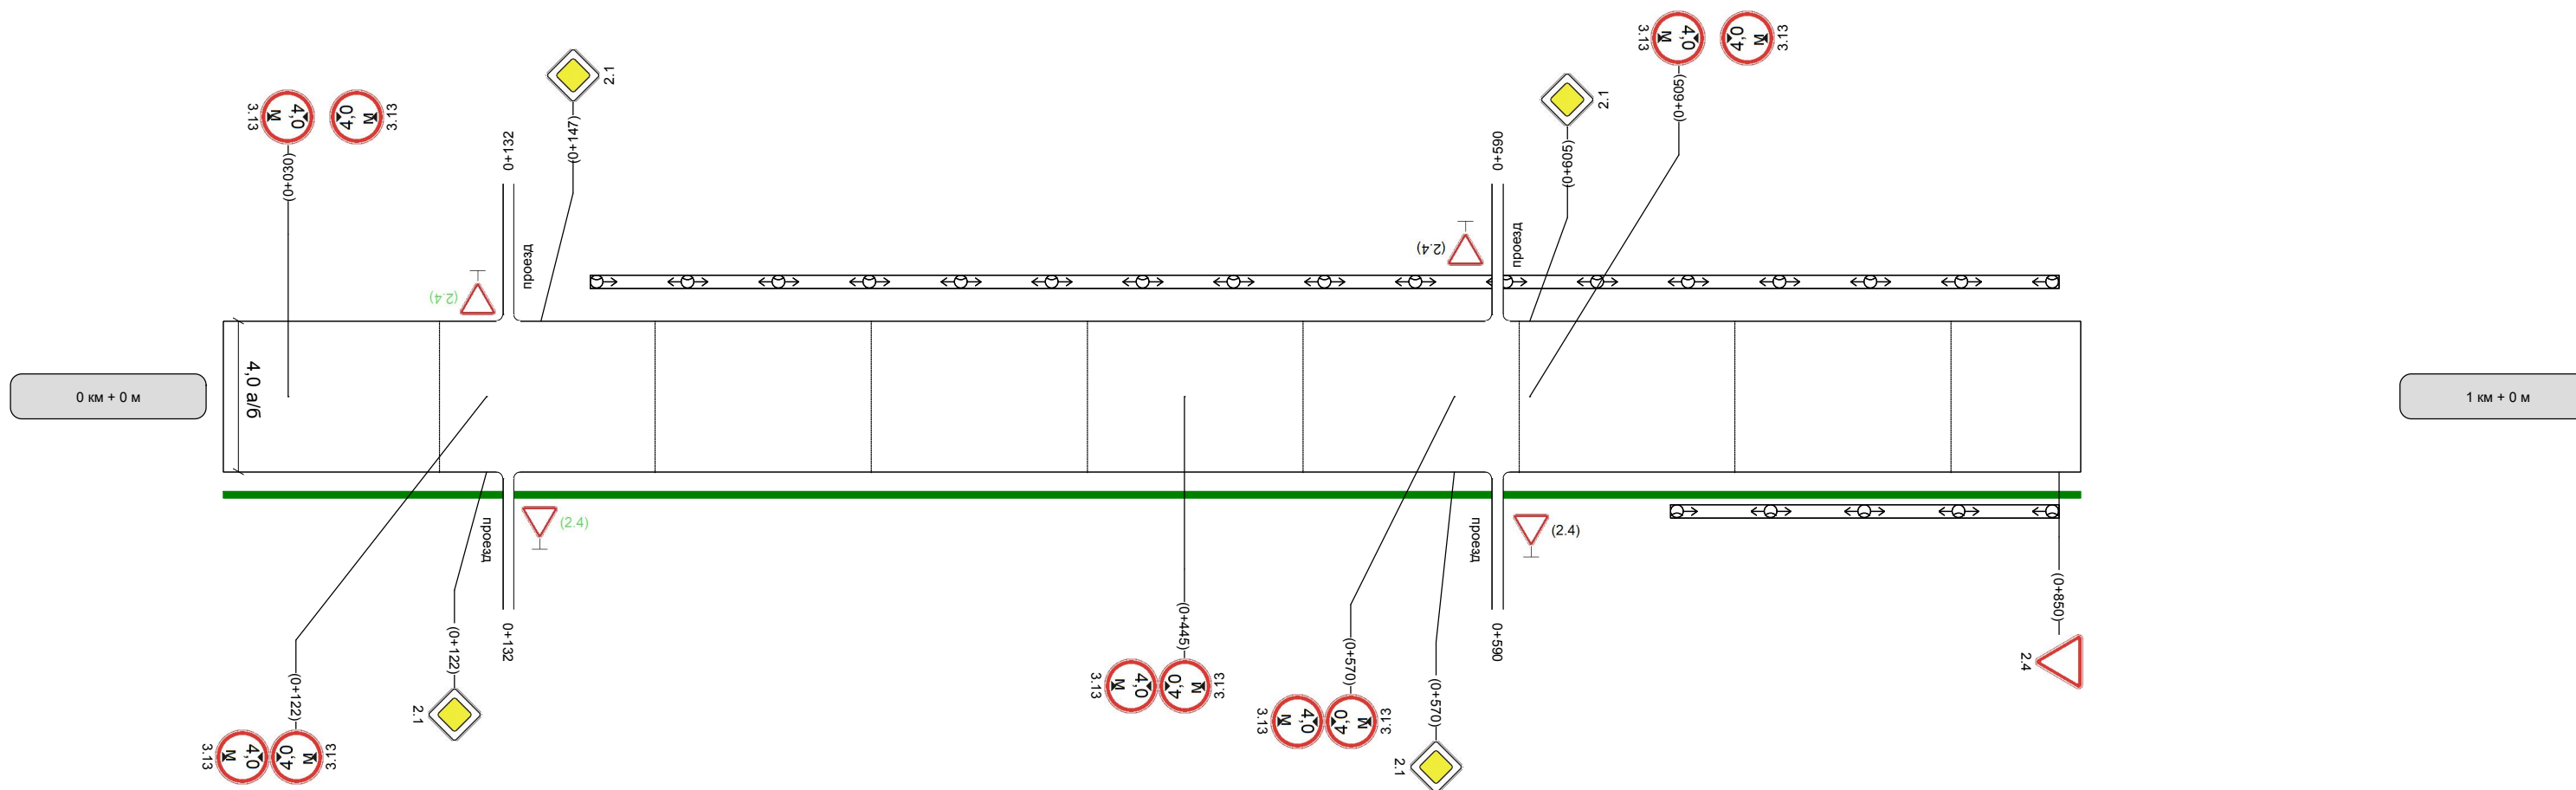 3.13
4,0
М
4,0
М
3.13
(0+030)
2.1
(0+147)
0+132
проезд
(2.4)
3.13
4,0
М
4,0
М
3.13
(0+605)
2.1
(0+605)
0+590
проезд
(2.4)
0 км + 0 м
4,0 а/б
1 км + 0 м
проезд
(2.4)
0+132
(0+122)
2.1
(0+122)
3.13
4,0
М
4,0
М
3.13
(0+445)
3.13
4,0
М
4,0
М
3.13
(0+570)
3.13
4,0
М
4,0
М
3.13
(0+570)
2.1
проезд
(2.4)
0+590
(0+850)
2.4